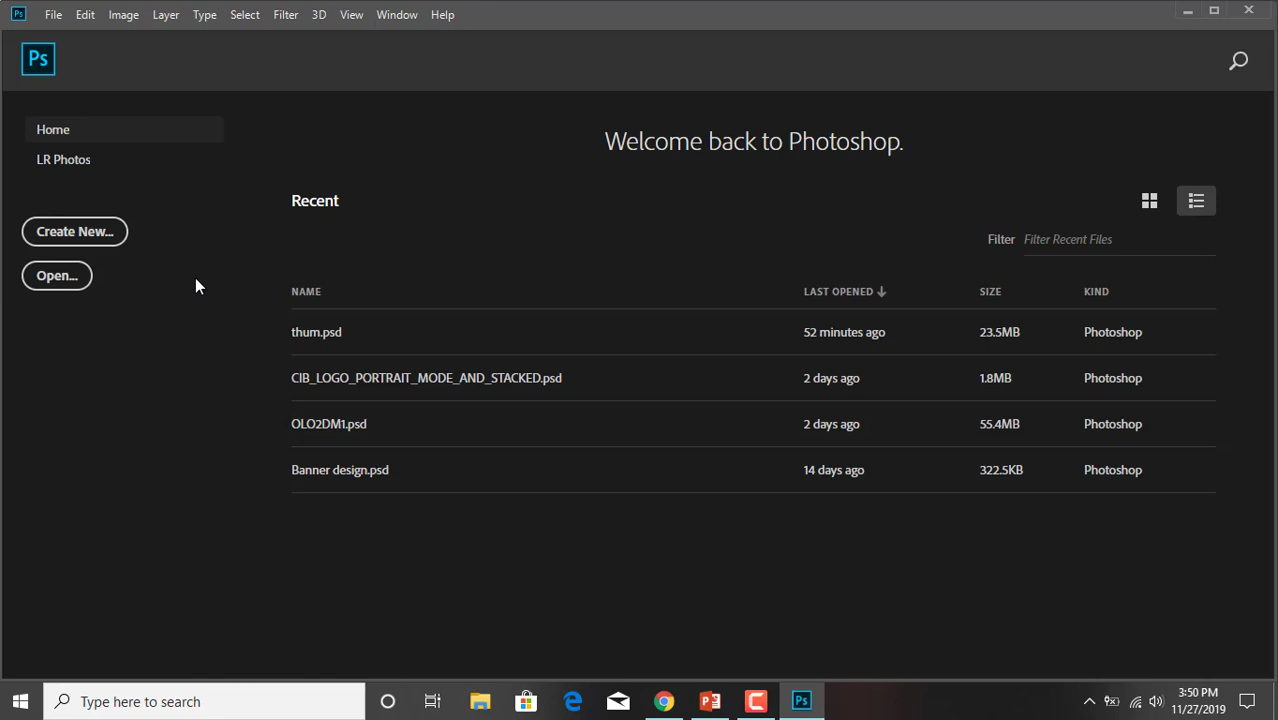 Ps File Edit Image Layer Type Select Filter 3D View Window Help
Ps
Home
LR Photos
Create New...
Open...
Welcome back to Photoshop.
Recent
Filter Filter Recent Files
NAME LAST OPENED SIZE KIND
thum.psd 52 minutes ago 23.5MB Photoshop
CIB_LOGO_PORTRAIT_MODE_AND_STACKED.psd 2 days ago 1.8MB Photoshop
OLO2DM1.psd 2 days ago 55.4MB Photoshop
Banner design.psd 14 days ago 322.5KB Photoshop
Type here to search
Ps
3:50 PM
11/27/2019